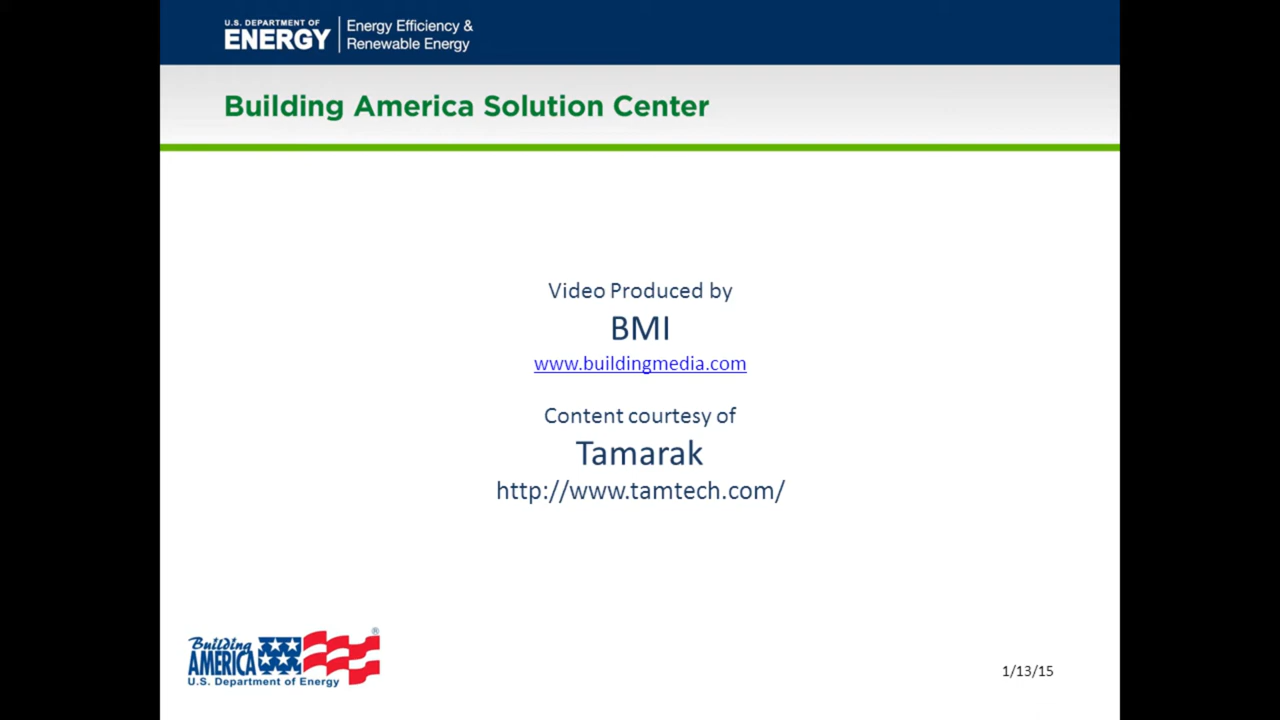 U.S. DEPARTMENT OF
ENERGY
Energy Efficiency &
Renewable Energy
Building America Solution Center
Video Produced by
BMI
www.buildingmedia.com
Content courtesy of
Tamarak
http://www.tamtech.com/
Building
AMERICA
®
U.S. Department of Energy
1/13/15